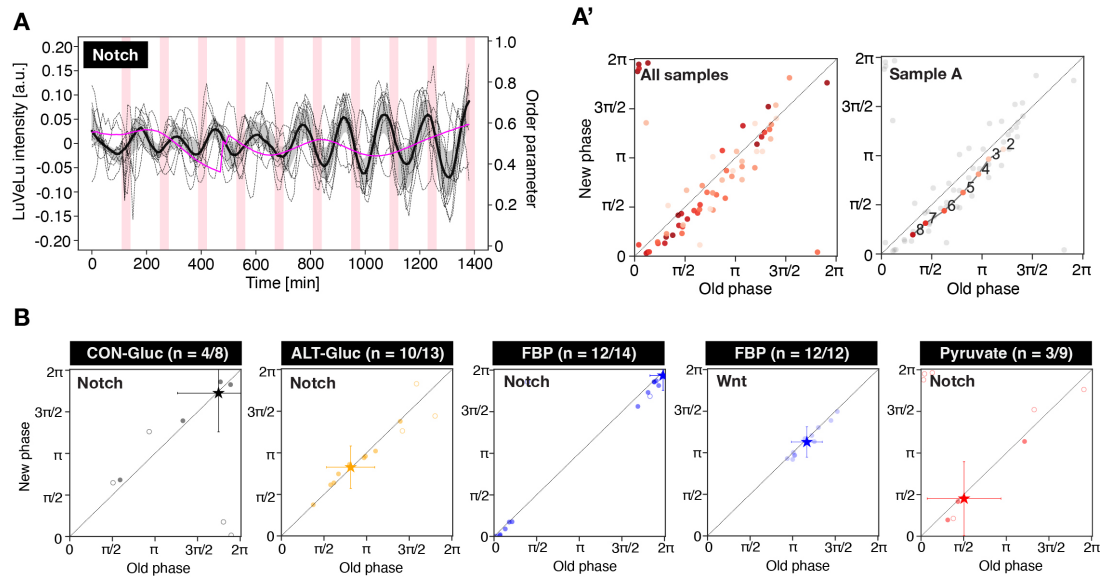 A
Notch
LuVeLu intensity [a.u.]
0.20
0.15
0.10
0.05
0
-0.05
-0.10
-0.15
-0.20
1.0
0.8
0.6
0.4
0.2
0
Order parameter
0 200 400 600 800 1000 1200 1400
Time [min]
A’
All samples
New phase
2π
3π/2
π
π/2
0
0 π/2 π 3π/2 2π
Old phase
Sample A
2π
3π/2
π
π/2
0
2
3
4
5
6
7
8
0 π/2 π 3π/2 2π
Old phase
B
CON-Gluc (n = 4/8)
Notch
New phase
2π
3π/2
π
π/2
0
0 π/2 π 3π/2 2π
Old phase
ALT-Gluc (n = 10/13)
Notch
2π
3π/2
π
π/2
0
0 π/2 π 3π/2 2π
Old phase
FBP (n = 12/14)
Notch
2π
3π/2
π
π/2
0
0 π/2 π 3π/2 2π
Old phase
FBP (n = 12/12)
Wnt
2π
3π/2
π
π/2
0
0 π/2 π 3π/2 2π
Old phase
Pyruvate (n = 3/9)
Notch
2π
3π/2
π
π/2
0
0 π/2 π 3π/2 2π
Old phase